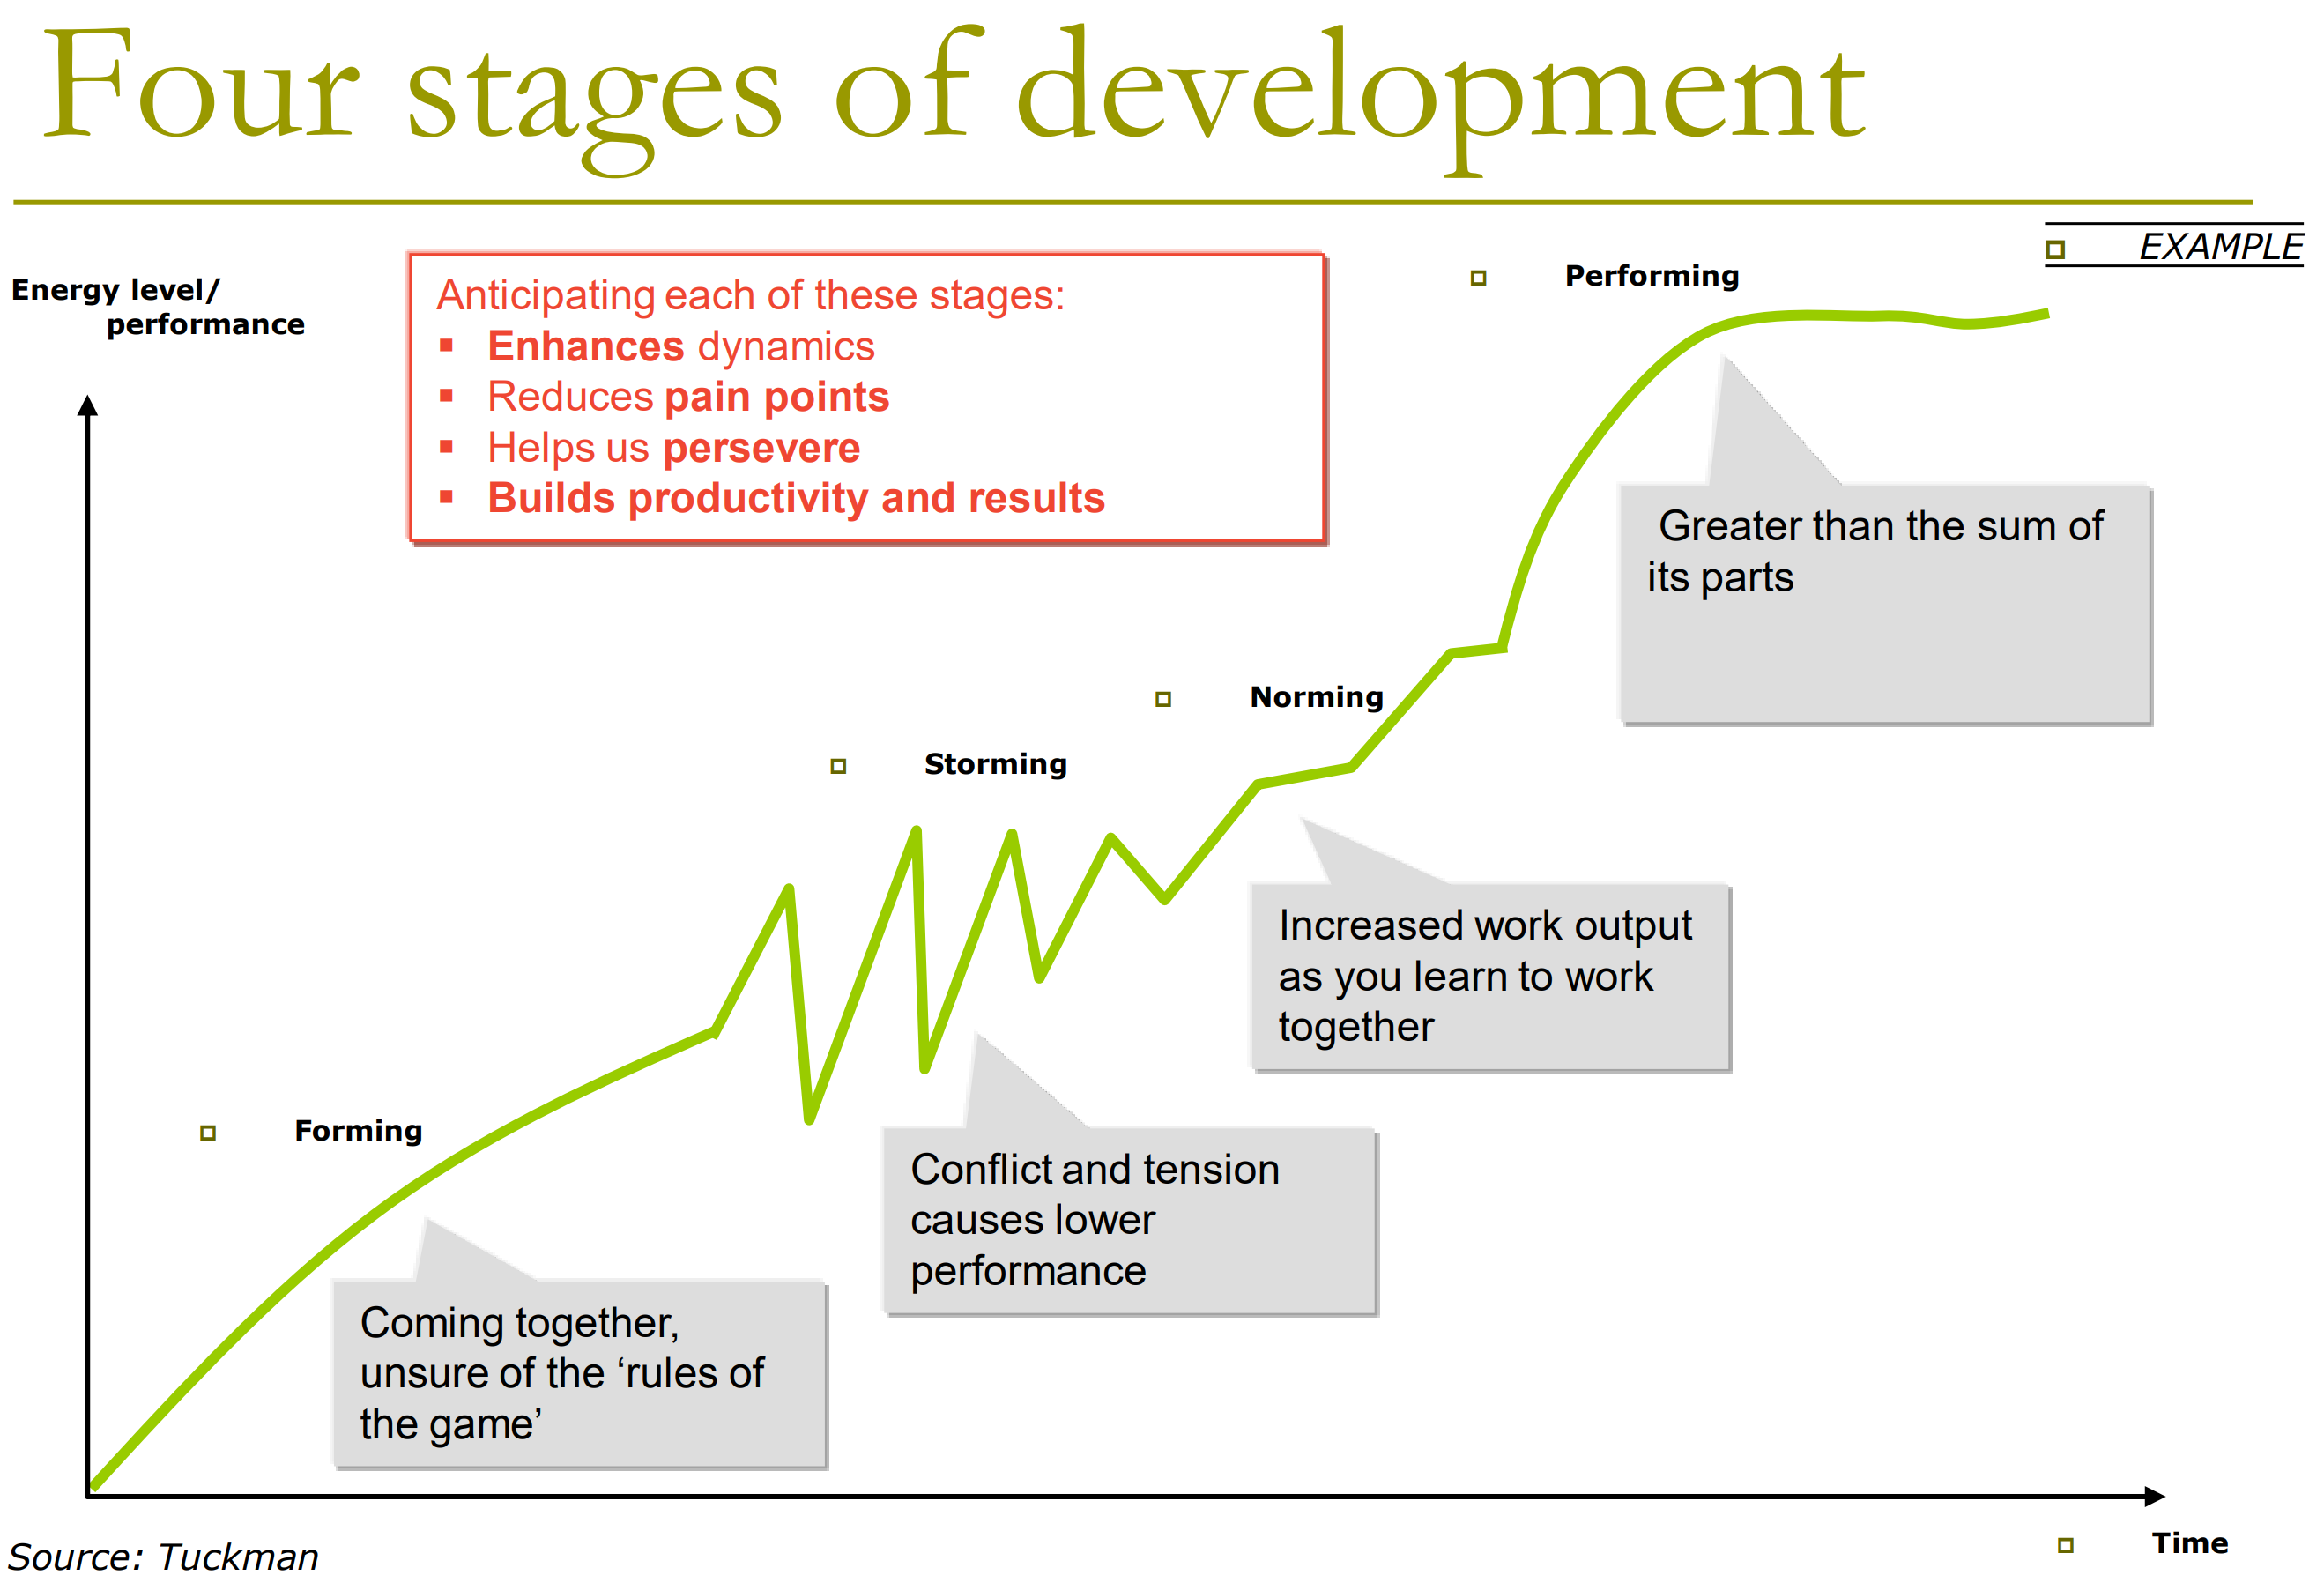 Four stages of development
EXAMPLE
Energy level/
performance
Anticipating each of these stages:
Enhances dynamics
Reduces pain points
Helps us persevere
Builds productivity and results
Performing
Greater than the sum of
its parts
Norming
Storming
Increased work output
as you learn to work
together
Forming
Conflict and tension
causes lower
performance
Coming together,
unsure of the ‘rules of
the game’
Time
Source: Tuckman